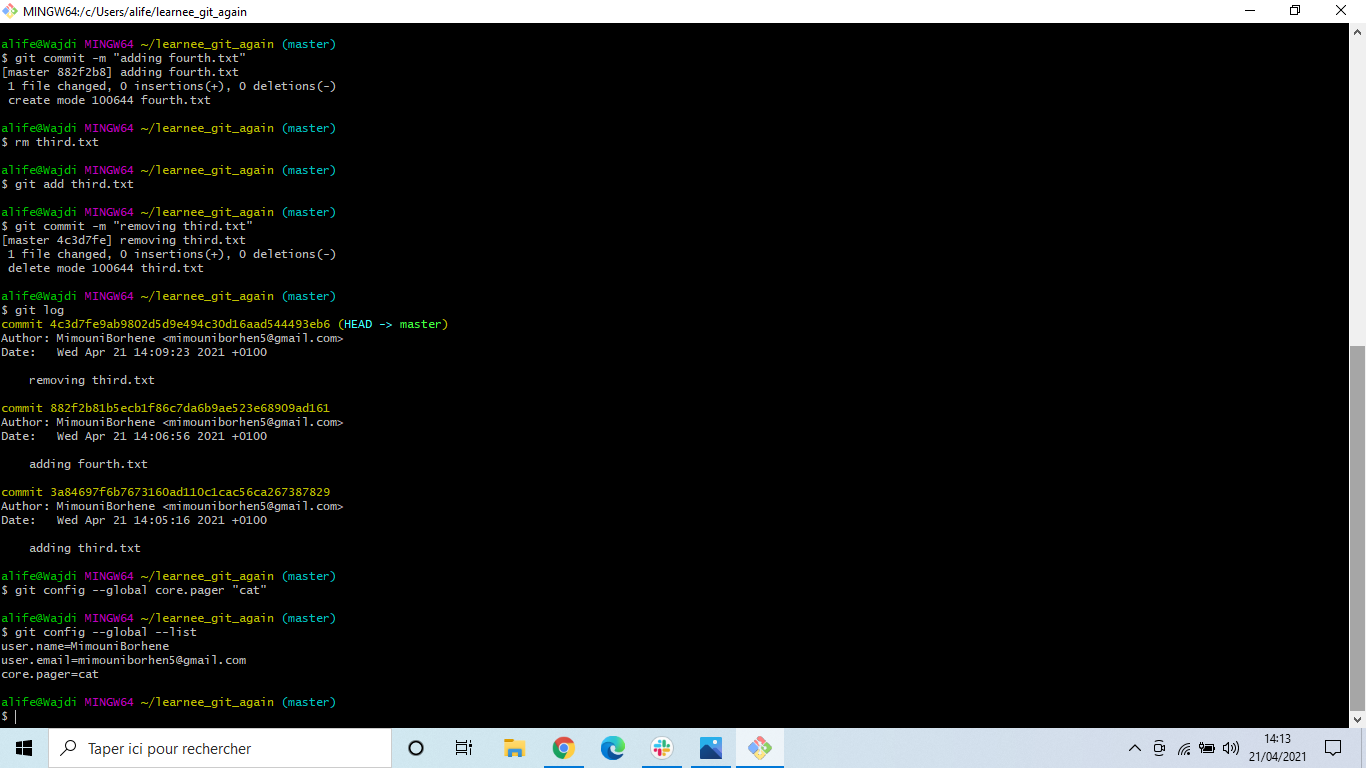 MINGW64:/c/Users/alife/learnee_git_again
alife@Wajdi MINGW64 ~/learnee_git_again (master)
$ git commit -m "adding fourth.txt"
[master 882f2b8] adding fourth.txt
 1 file changed, 0 insertions(+), 0 deletions(-)
 create mode 100644 fourth.txt
alife@Wajdi MINGW64 ~/learnee_git_again (master)
$ rm third.txt
alife@Wajdi MINGW64 ~/learnee_git_again (master)
$ git add third.txt
alife@Wajdi MINGW64 ~/learnee_git_again (master)
$ git commit -m "removing third.txt"
[master 4c3d7fe] removing third.txt
 1 file changed, 0 insertions(+), 0 deletions(-)
 delete mode 100644 third.txt
alife@Wajdi MINGW64 ~/learnee_git_again (master)
$ git log
commit 4c3d7fe9ab9802d5d9e494c30d16aad544493eb6 (HEAD -> master)
Author: MimouniBorhene <mimouniborhen5@gmail.com>
Date:   Wed Apr 21 14:09:23 2021 +0100
    removing third.txt
commit 882f2b81b5ecb1f86c7da6b9ae523e68909ad161
Author: MimouniBorhene <mimouniborhen5@gmail.com>
Date:   Wed Apr 21 14:06:56 2021 +0100
    adding fourth.txt
commit 3a84697f6b7673160ad110c1cac56ca267387829
Author: MimouniBorhene <mimouniborhen5@gmail.com>
Date:   Wed Apr 21 14:05:16 2021 +0100
    adding third.txt
alife@Wajdi MINGW64 ~/learnee_git_again (master)
$ git config --global core.pager "cat"
alife@Wajdi MINGW64 ~/learnee_git_again (master)
$ git config --global --list
user.name=MimouniBorhene
user.email=mimouniborhen5@gmail.com
core.pager=cat
alife@Wajdi MINGW64 ~/learnee_git_again (master)
$
Taper ici pour rechercher
14:13
21/04/2021